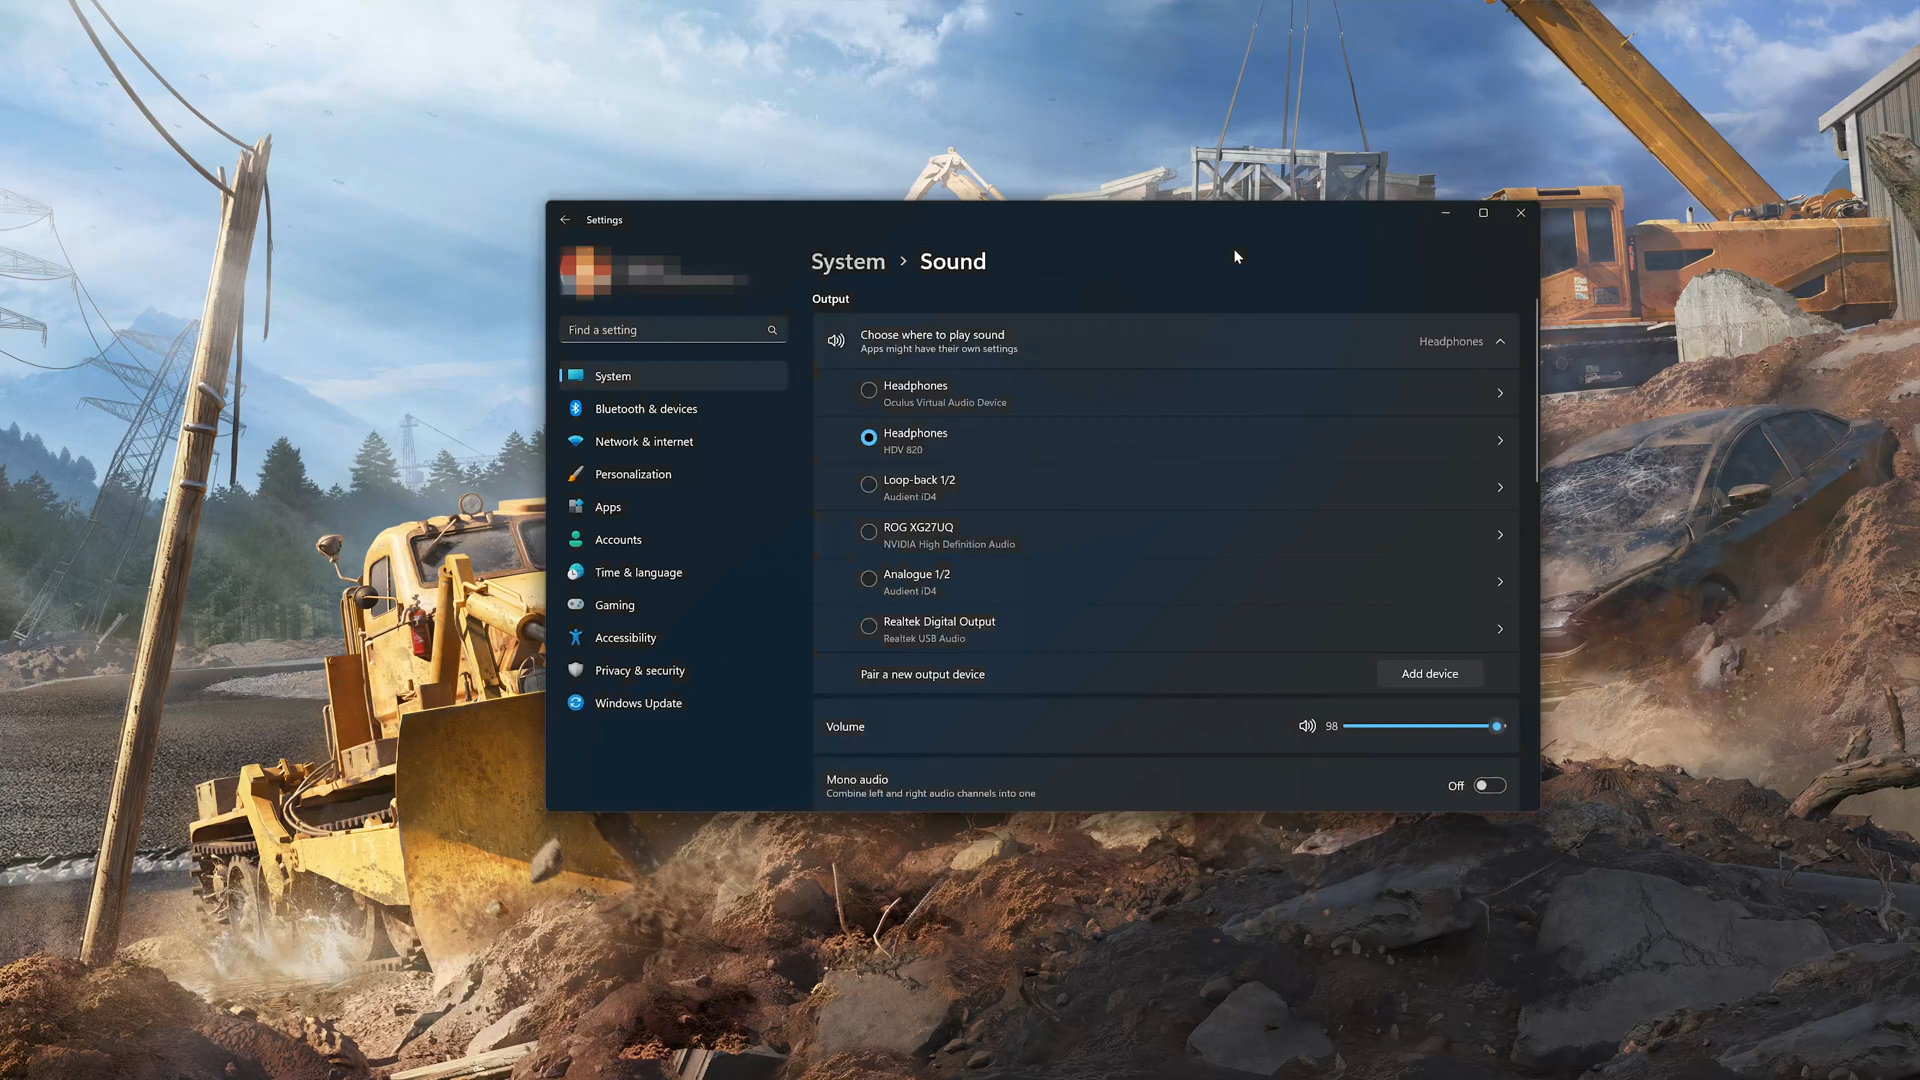 Settings
Find a setting
System
Bluetooth & devices
Network & internet
Personalization
Apps
Accounts
Time & language
Gaming
Accessibility
Privacy & security
Windows Update
System > Sound
Output
Choose where to play sound
Apps might have their own settings
Headphones
Headphones
Oculus Virtual Audio Device
Headphones
HDV 820
Loop-back 1/2
Audient iD4
ROG XG27UQ
NVIDIA High Definition Audio
Analogue 1/2
Audient iD4
Realtek Digital Output
Realtek USB Audio
Pair a new output device
Add device
Volume
98
Mono audio
Combine left and right audio channels into one
Off